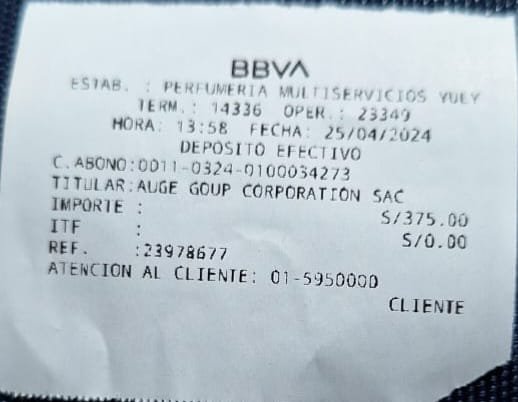 BBVA
ESTAB. : PERFUMERIA MULTISERVICIOS YULY
TERM.: 14336 OPER.: 23349
HORA: 13:58 FECHA: 25/04/2024
DEPOSITO EFECTIVO
C.ABONO:0011-0324-0100034273
TITULAR:AUGE GOUP CORPORATION SAC
IMPORTE : S/375.00
ITF : S/0.00
REF. :23978677
ATENCION AL CLIENTE: 01-5950000
CLIENTE